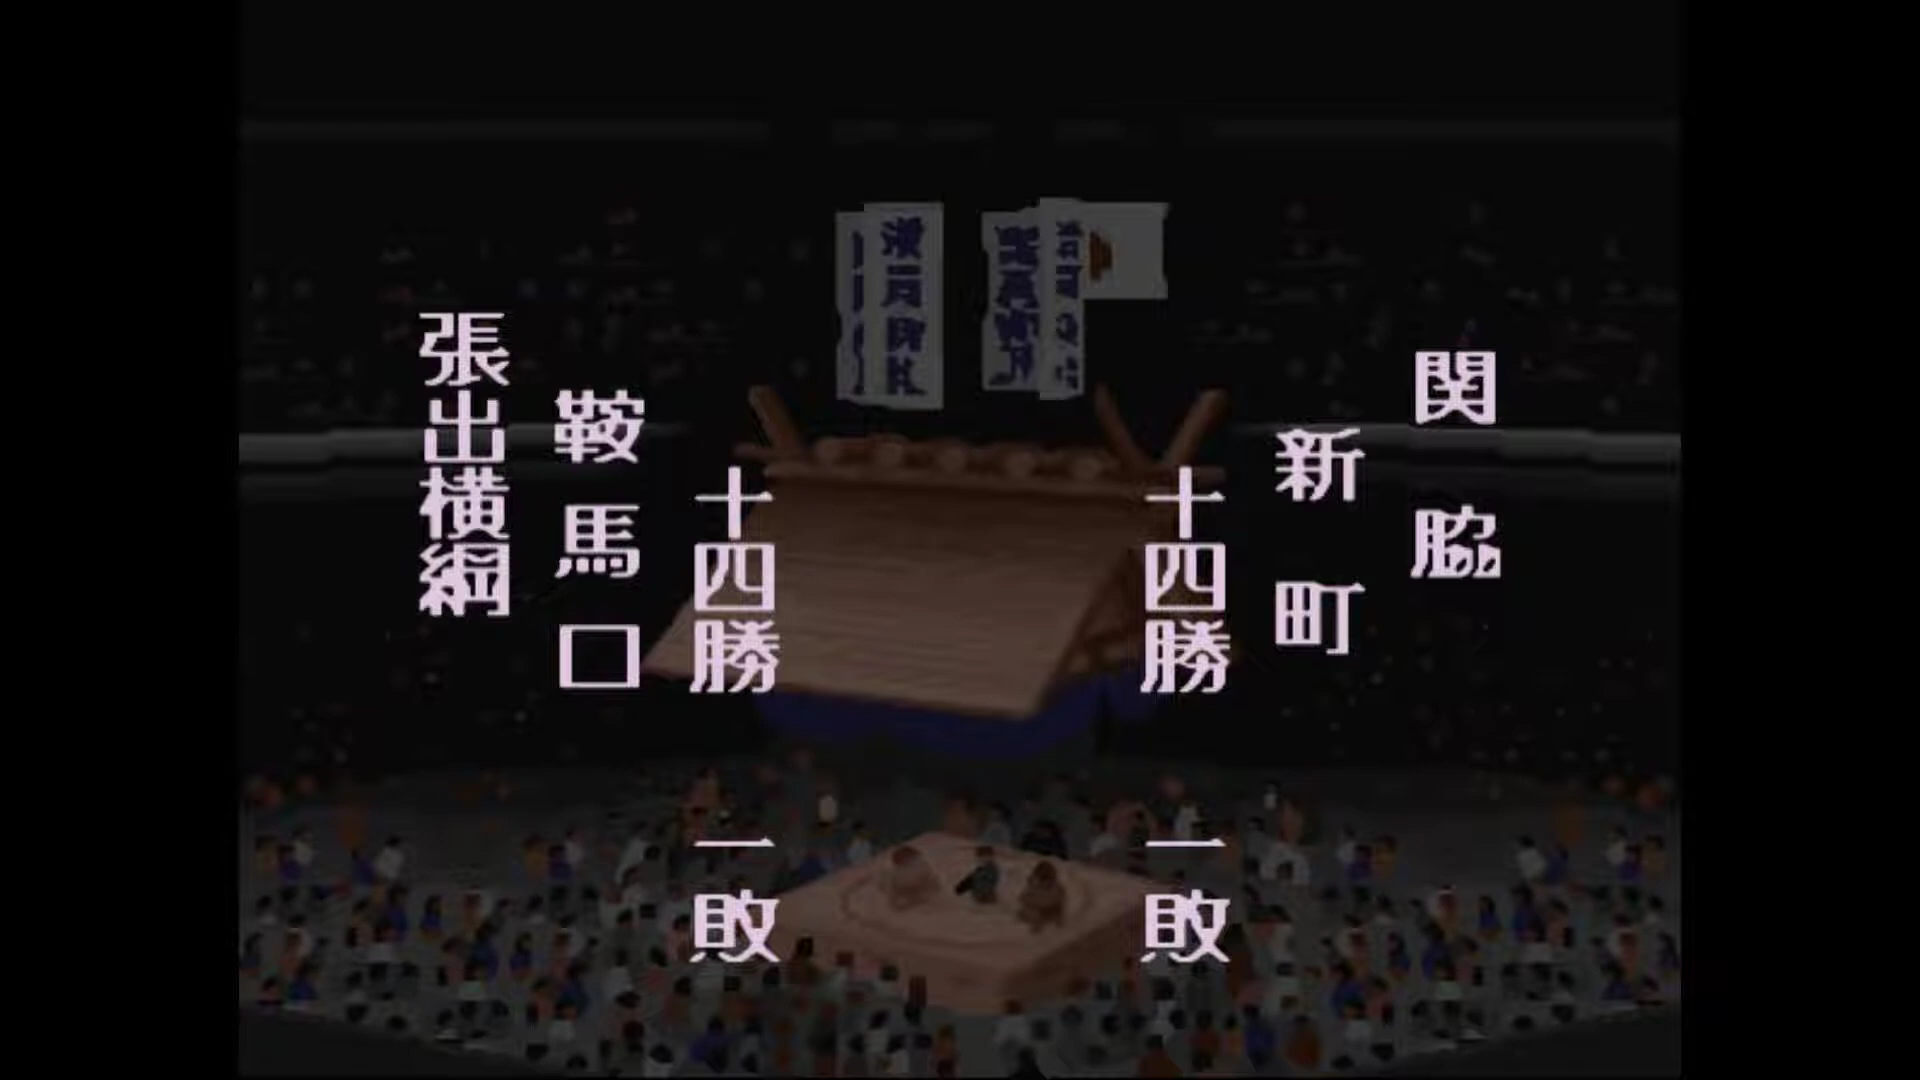 関脇
新町
十四勝 一敗
十四勝 一敗
鞍馬口
張出横綱